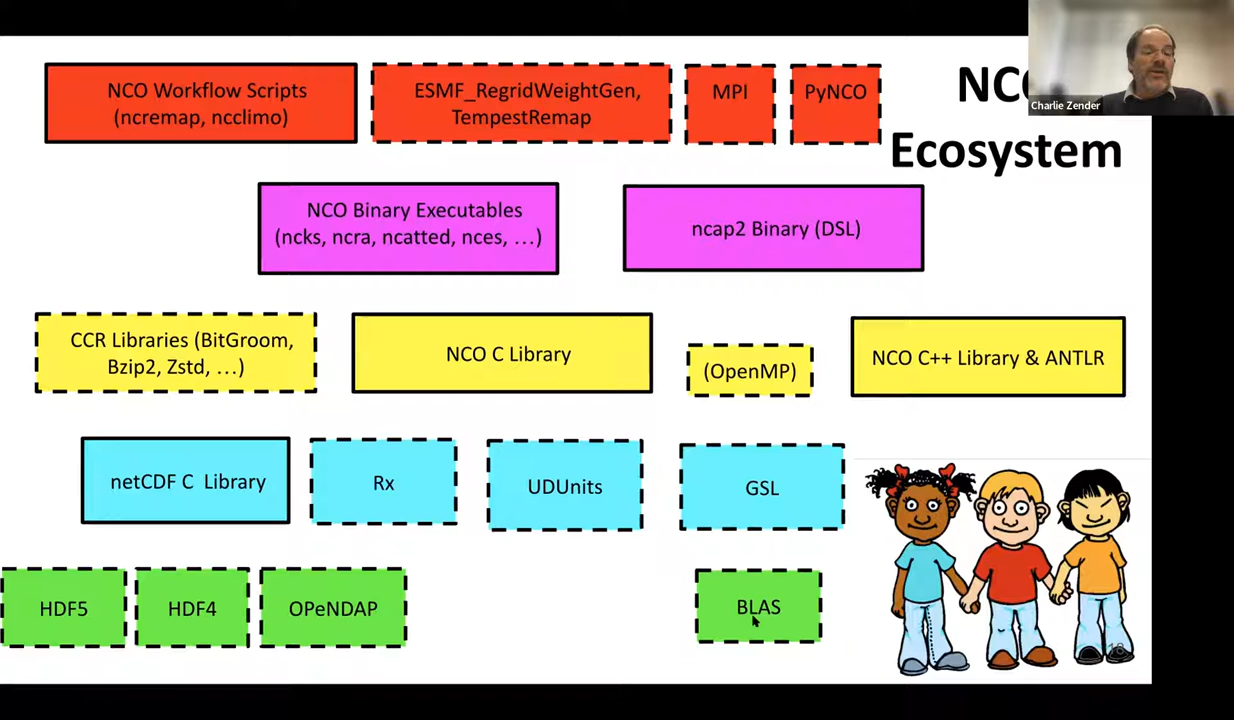 NCO Workflow Scripts
(ncremap, ncclimo)
ESMF_RegridWeightGen,
TempestRemap
MPI
PyNCO
NCO
Ecosystem
Charlie Zender
NCO Binary Executables
(ncks, ncra, ncatted, nces, …)
ncap2 Binary (DSL)
CCR Libraries (BitGroom,
Bzip2, Zstd, …)
NCO C Library
(OpenMP)
NCO C++ Library & ANTLR
netCDF C Library
Rx
UDUnits
GSL
HDF5
HDF4
OPeNDAP
BLAS